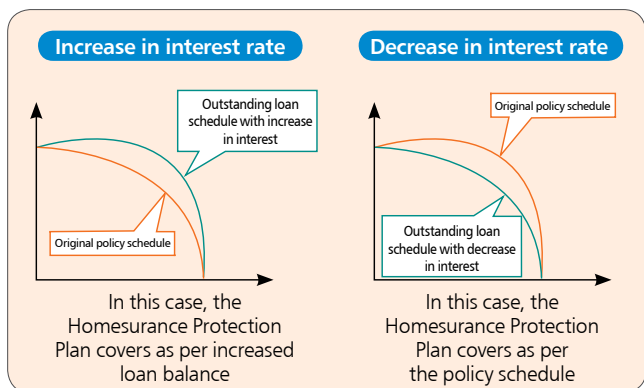 Increase in interest rate
Outstanding loan
schedule with increase
in interest
Original policy schedule
In this case, the
Homesurance Protection
Plan covers as per increased
loan balance
Decrease in interest rate
Original policy schedule
Outstanding loan
schedule with decrease
in interest
In this case, the
Homesurance Protection
Plan covers as per
the policy schedule